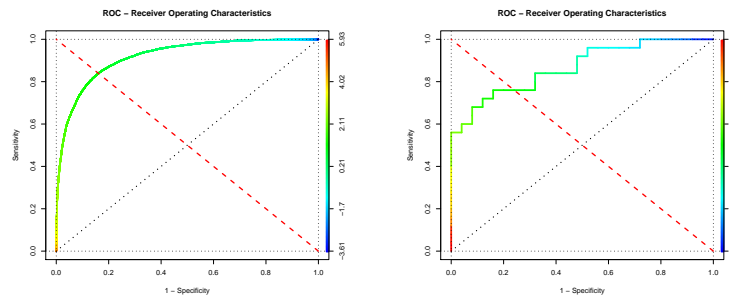 ROC − Receiver Operating Characteristics
Sensitivity
0.0 0.2 0.4 0.6 0.8 1.0
0.0 0.2 0.4 0.6 0.8 1.0
1 − Specificity
−3.61 −1.7 0.21 2.11 4.02 5.93
ROC − Receiver Operating Characteristics
Sensitivity
0.0 0.2 0.4 0.6 0.8 1.0
0.0 0.2 0.4 0.6 0.8 1.0
1 − Specificity